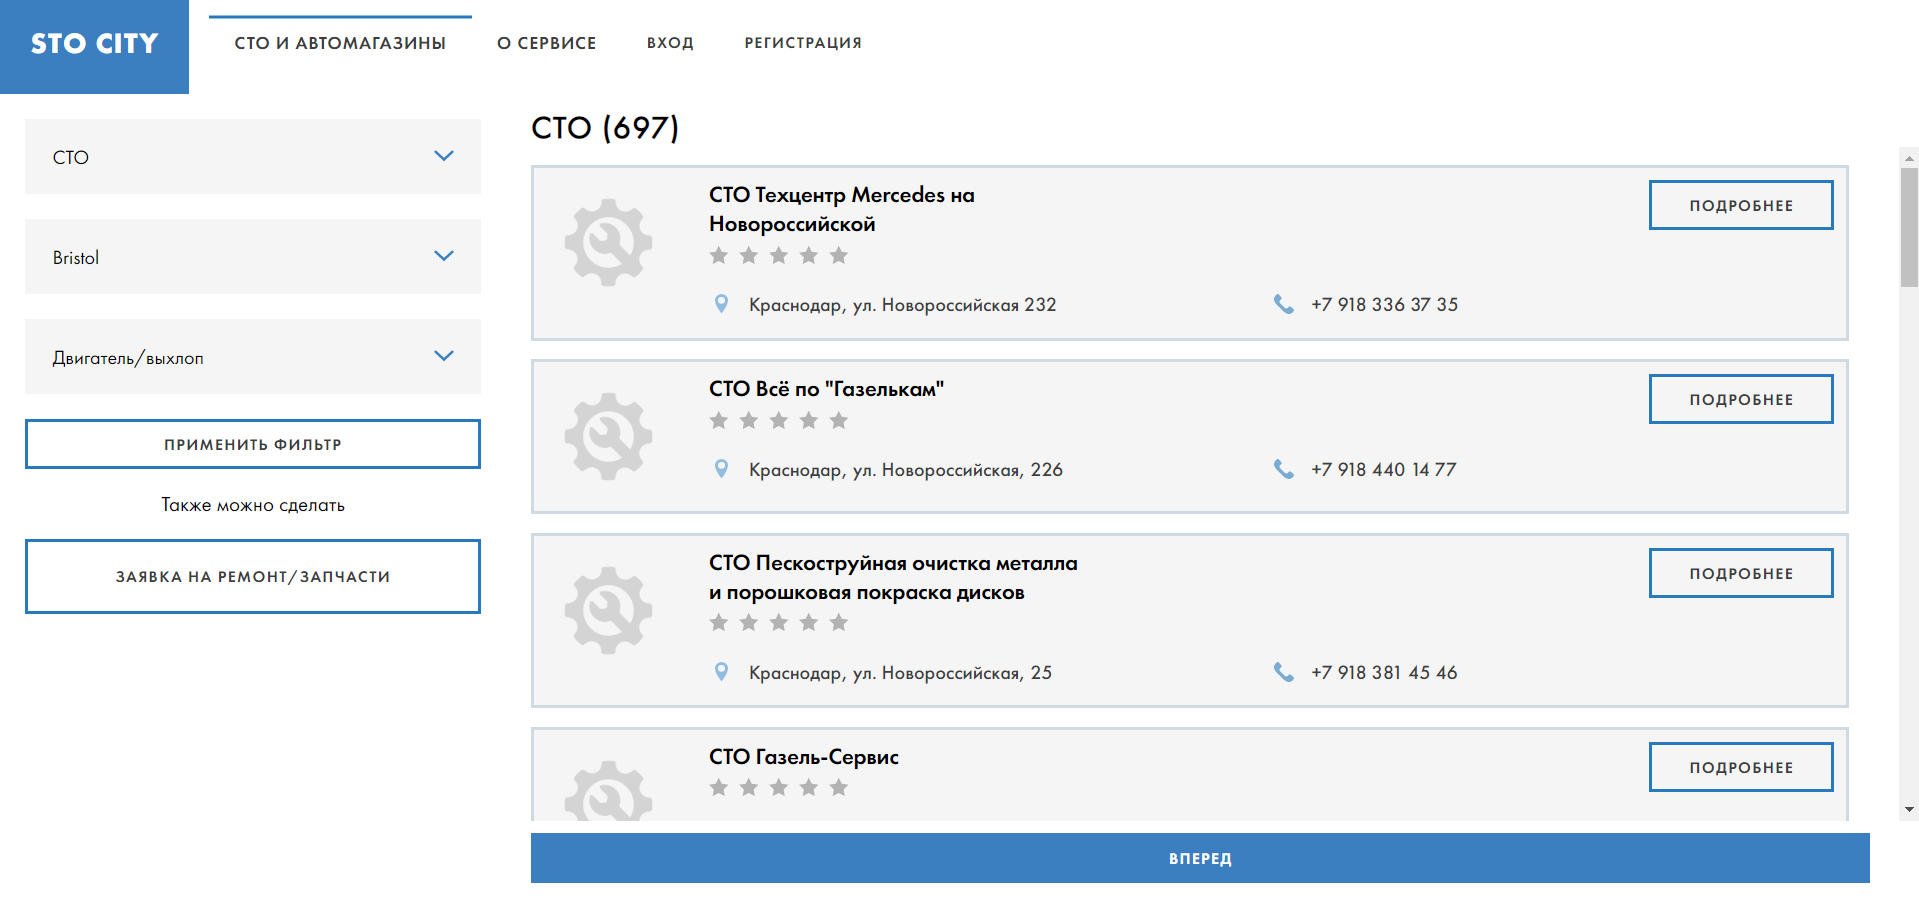 STO CITY
СТО И АВТОМАГАЗИНЫ
О СЕРВИСЕ
ВХОД
РЕГИСТРАЦИЯ
СТО
Bristol
Двигатель/выхлоп
ПРИМЕНИТЬ ФИЛЬТР
Также можно сделать
ЗАЯВКА НА РЕМОНТ/ЗАПЧАСТИ
СТО (697)
СТО Техцентр Mercedes на
Новороссийской
ПОДРОБНЕЕ
Краснодар, ул. Новороссийская 232
+7 918 336 37 35
СТО Всё по "Газелькам"
ПОДРОБНЕЕ
Краснодар, ул. Новороссийская, 226
+7 918 440 14 77
СТО Пескоструйная очистка металла
и порошковая покраска дисков
ПОДРОБНЕЕ
Краснодар, ул. Новороссийская, 25
+7 918 381 45 46
СТО Газель-Сервис
ПОДРОБНЕЕ
ВПЕРЕД